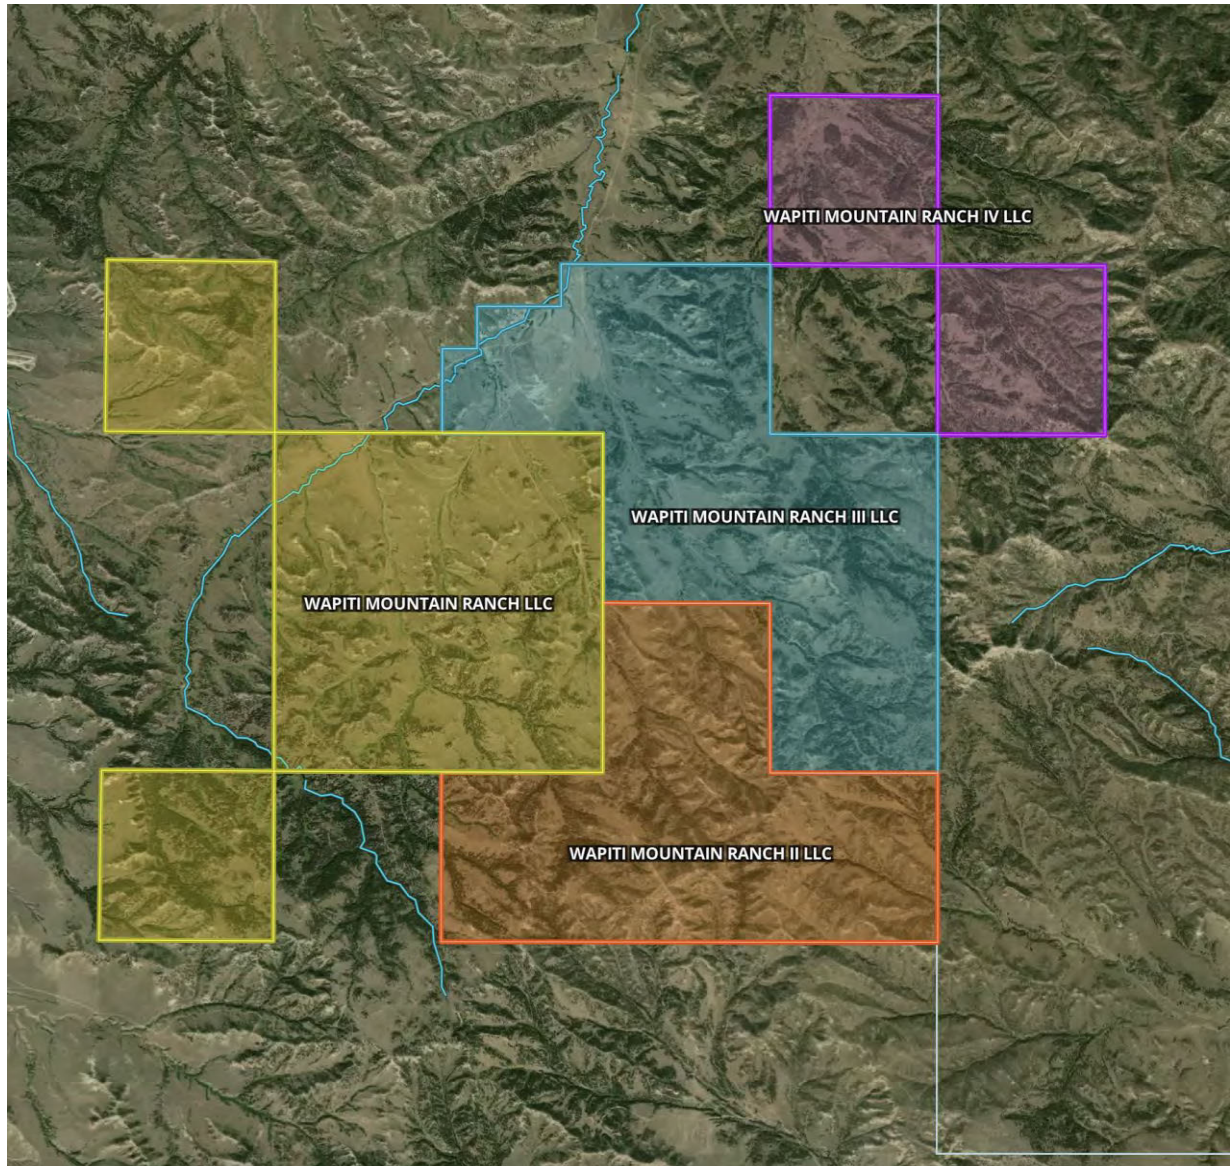 WAPITI MOUNTAIN RANCH IV LLC
WAPITI MOUNTAIN RANCH III LLC
WAPITI MOUNTAIN RANCH LLC
WAPITI MOUNTAIN RANCH II LLC